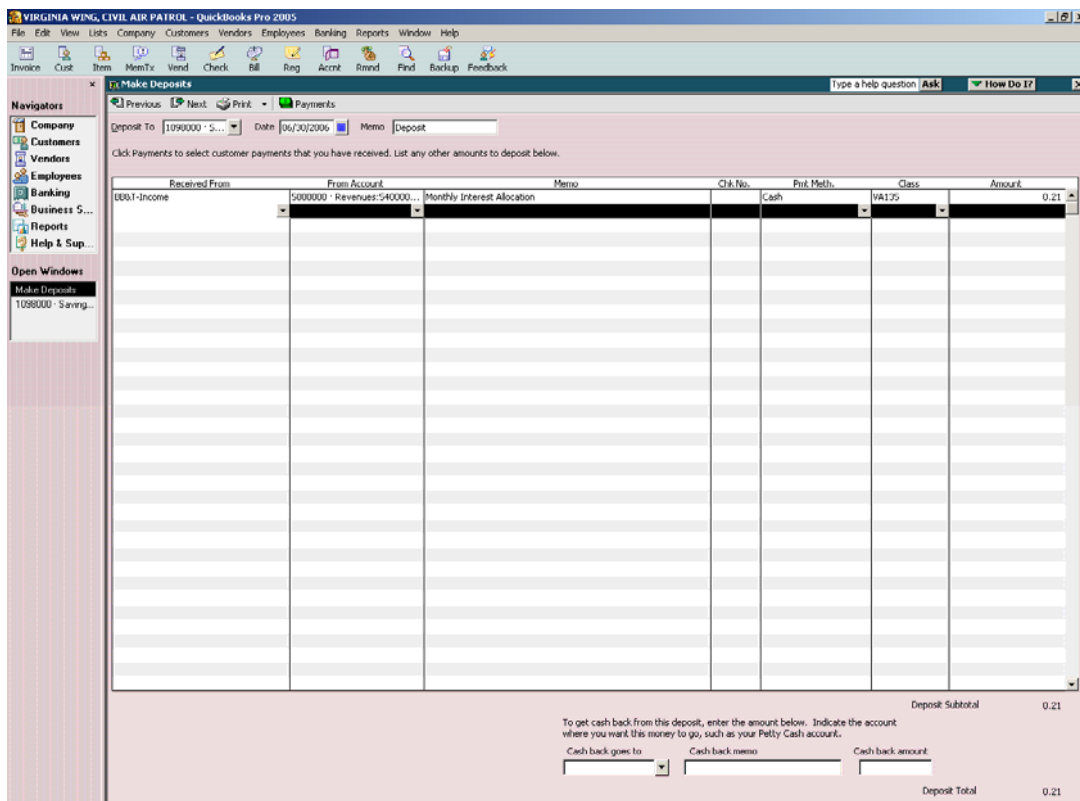 VIRGINIA WING, CIVIL AIR PATROL - QuickBooks Pro 2005
File Edit View Lists Company Customers Vendors Employees Banking Reports Window Help
Invoice Cust Item MemTx Vend Check Bill Reg Accnt Rmnd Find Backup Feedback
Make Deposits Type a help question Ask How Do I?
Navigators
Company
Customers
Vendors
Employees
Banking
Business S...
Reports
Help & Sup...
Open Windows
Make Deposits
1098000 · Saving...
Previous Next Print Payments
Deposit To 1098000 · S... Date 06/30/2006 Memo Deposit
Click Payments to select customer payments that you have received. List any other amounts to deposit below.
Received From From Account Memo Chk No. Pmt Meth. Class Amount
BB&T-Income 5000000 · Revenues:540000... Monthly Interest Allocation Cash VA135 0.21
Deposit Subtotal 0.21
To get cash back from this deposit, enter the amount below. Indicate the account
where you want this money to go, such as your Petty Cash account.
Cash back goes to Cash back memo Cash back amount
Deposit Total 0.21